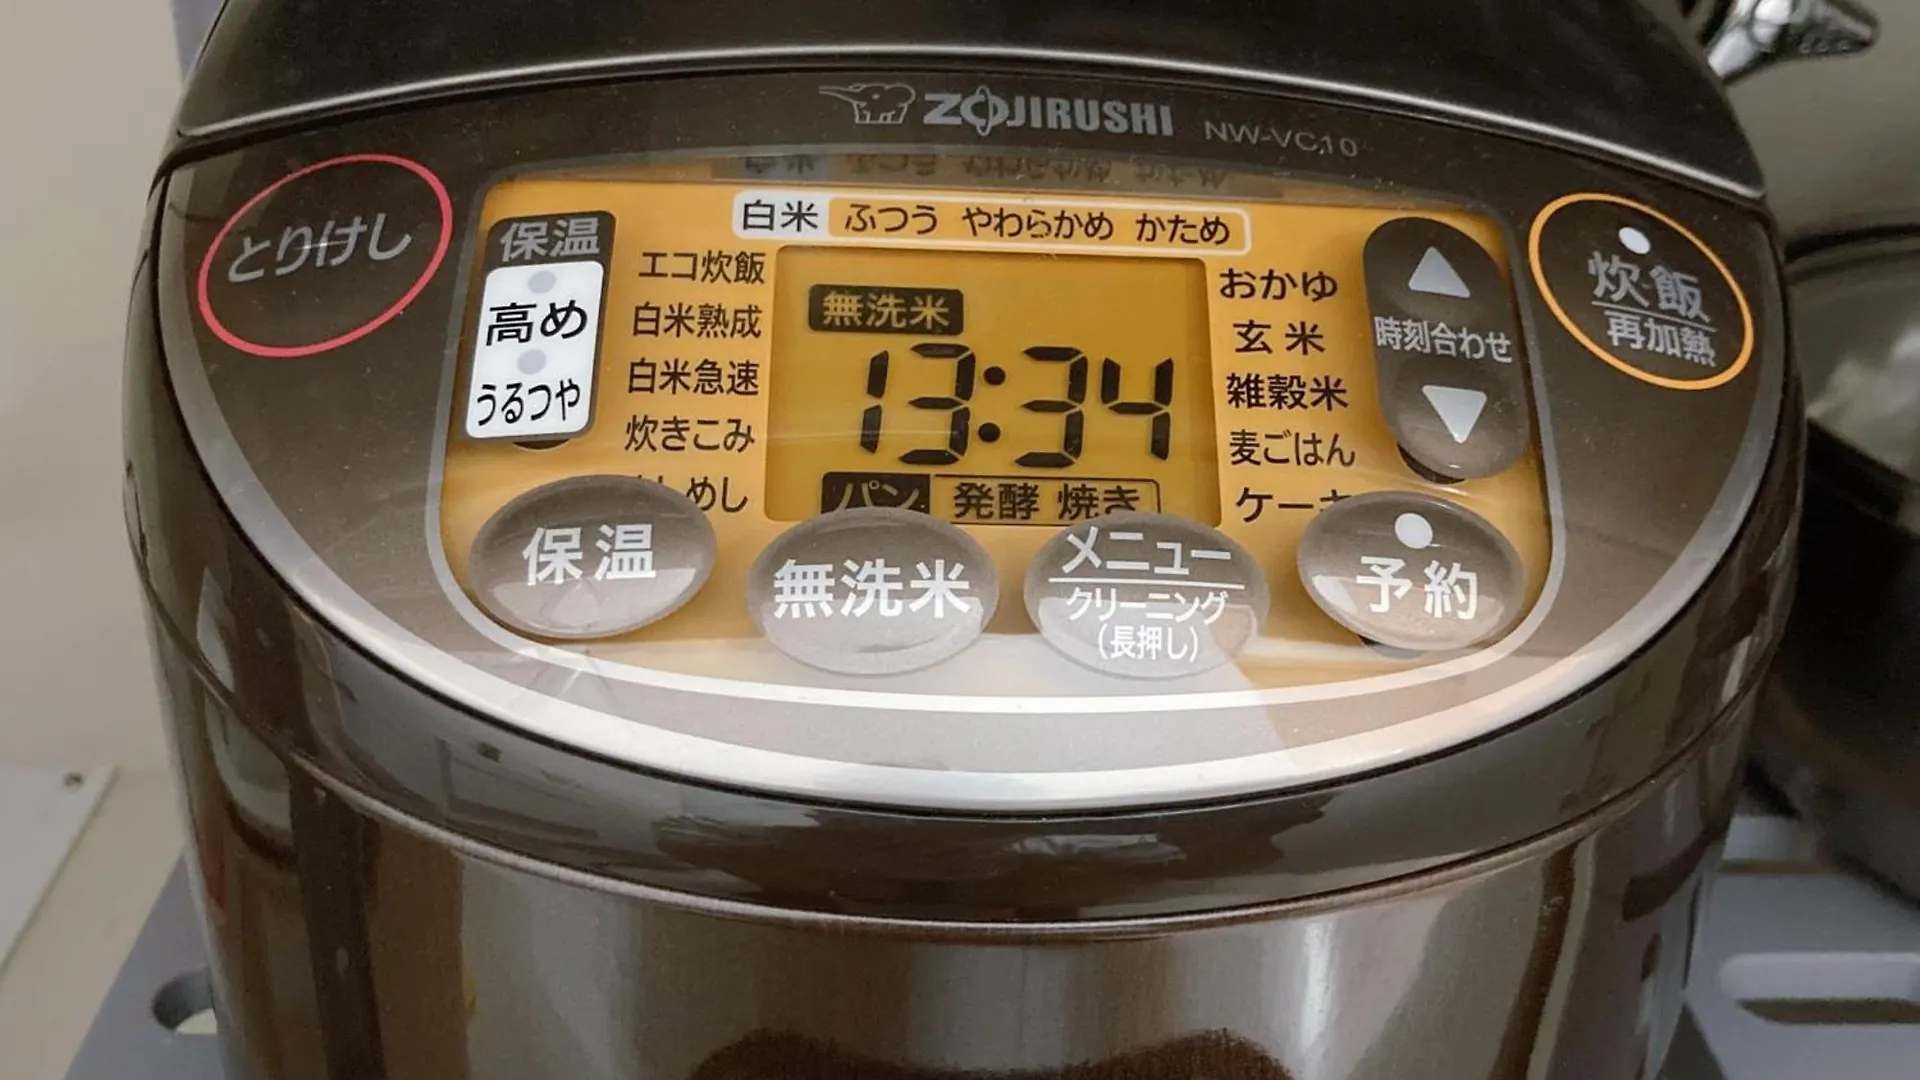 ZOJIRUSHI NW-VC10
とりけし
保温
高め
うるつや
白米 ふつう やわらかめ かため
エコ炊飯
白米熟成
白米急速
炊きこみ
めし
無洗米
13:34
パン 発酵 焼き
おかゆ
玄米
雑穀米
麦ごはん
ケーキ
時刻合わせ
炊飯
再加熱
保温
無洗米
メニュー
クリーニング
(長押し)
予約